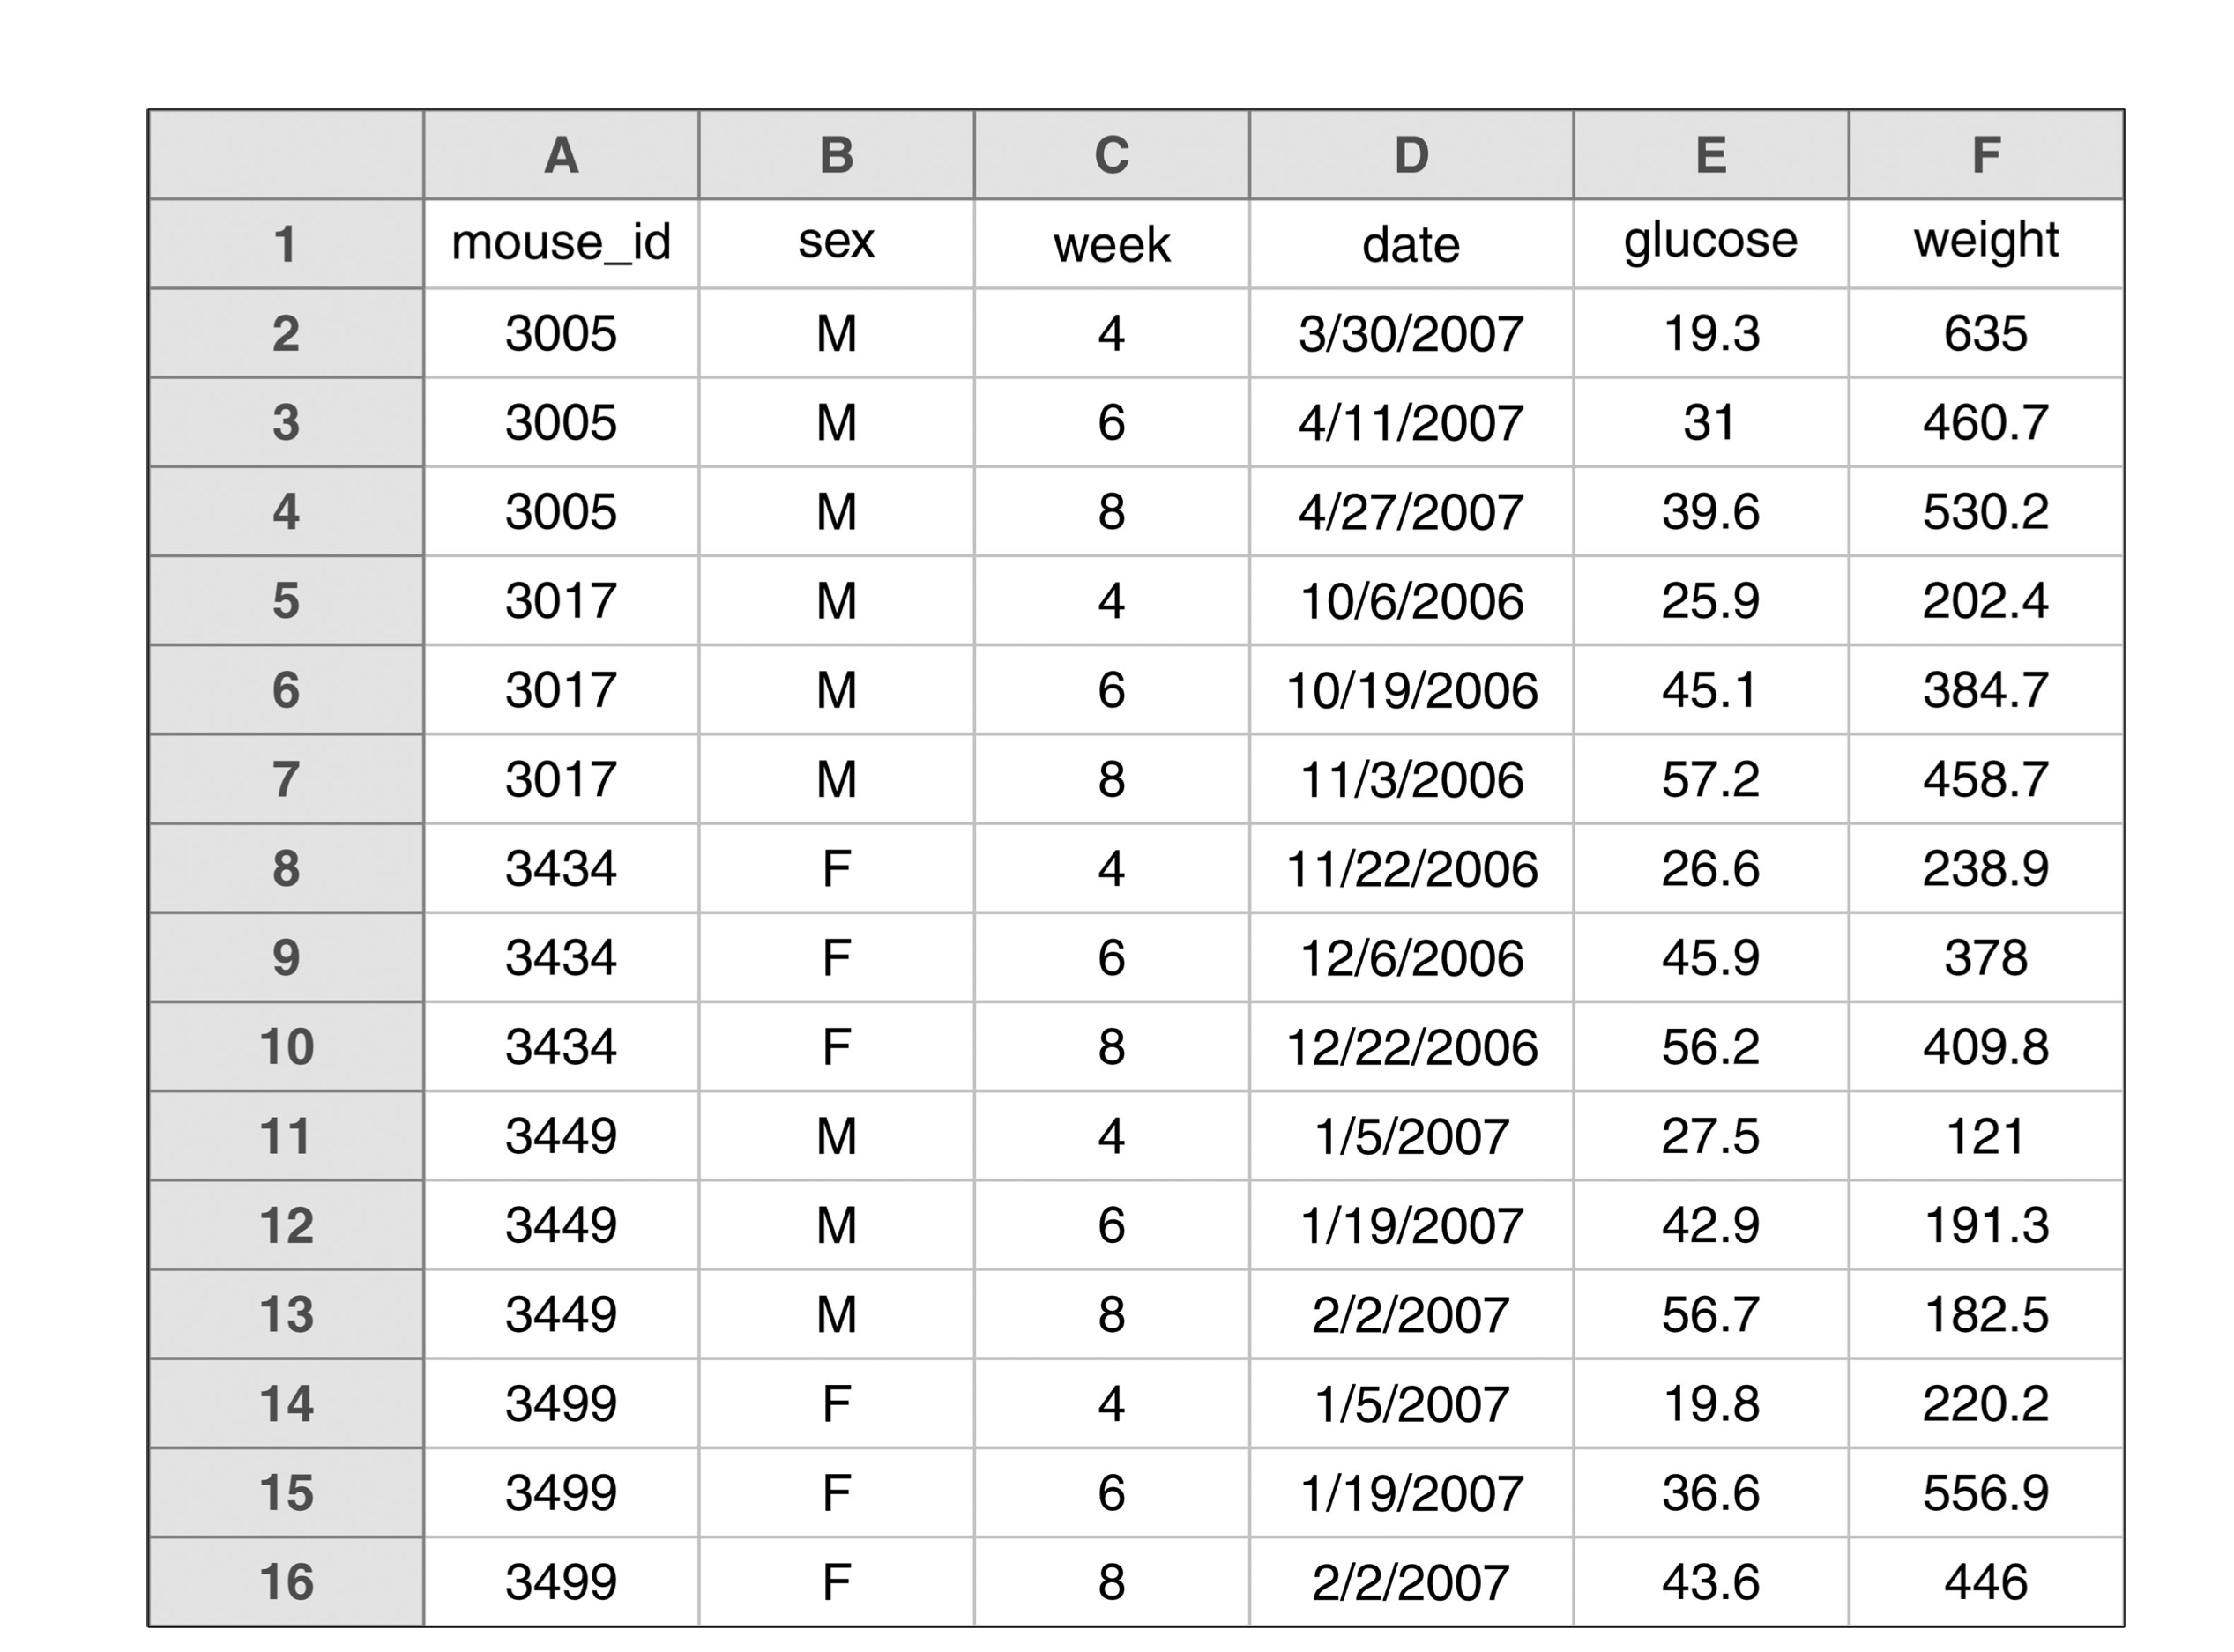 A B C D E F
1 mouse_id sex week date glucose weight
2 3005 M 4 3/30/2007 19.3 635
3 3005 M 6 4/11/2007 31 460.7
4 3005 M 8 4/27/2007 39.6 530.2
5 3017 M 4 10/6/2006 25.9 202.4
6 3017 M 6 10/19/2006 45.1 384.7
7 3017 M 8 11/3/2006 57.2 458.7
8 3434 F 4 11/22/2006 26.6 238.9
9 3434 F 6 12/6/2006 45.9 378
10 3434 F 8 12/22/2006 56.2 409.8
11 3449 M 4 1/5/2007 27.5 121
12 3449 M 6 1/19/2007 42.9 191.3
13 3449 M 8 2/2/2007 56.7 182.5
14 3499 F 4 1/5/2007 19.8 220.2
15 3499 F 6 1/19/2007 36.6 556.9
16 3499 F 8 2/2/2007 43.6 446